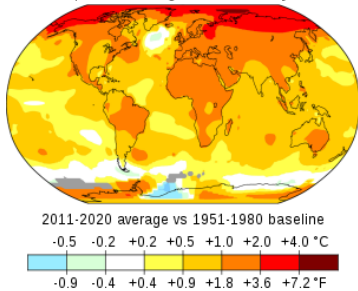 2011-2020 average vs 1951-1980 baseline
-0.5 -0.2 +0.2 +0.5 +1.0 +2.0 +4.0 °C
-0.9 -0.4 +0.4 +0.9 +1.8 +3.6 +7.2 °F